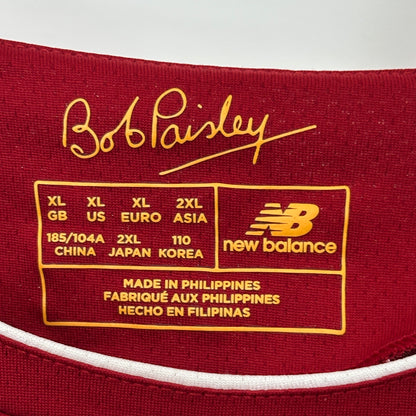 Bob Paisley
XL XL XL 2XL
GB US EURO ASIA
185/104A 2XL 110
CHINA JAPAN KOREA
NB
new balance
MADE IN PHILIPPINES
FABRIQUÉ AUX PHILIPPINES
HECHO EN FILIPINAS